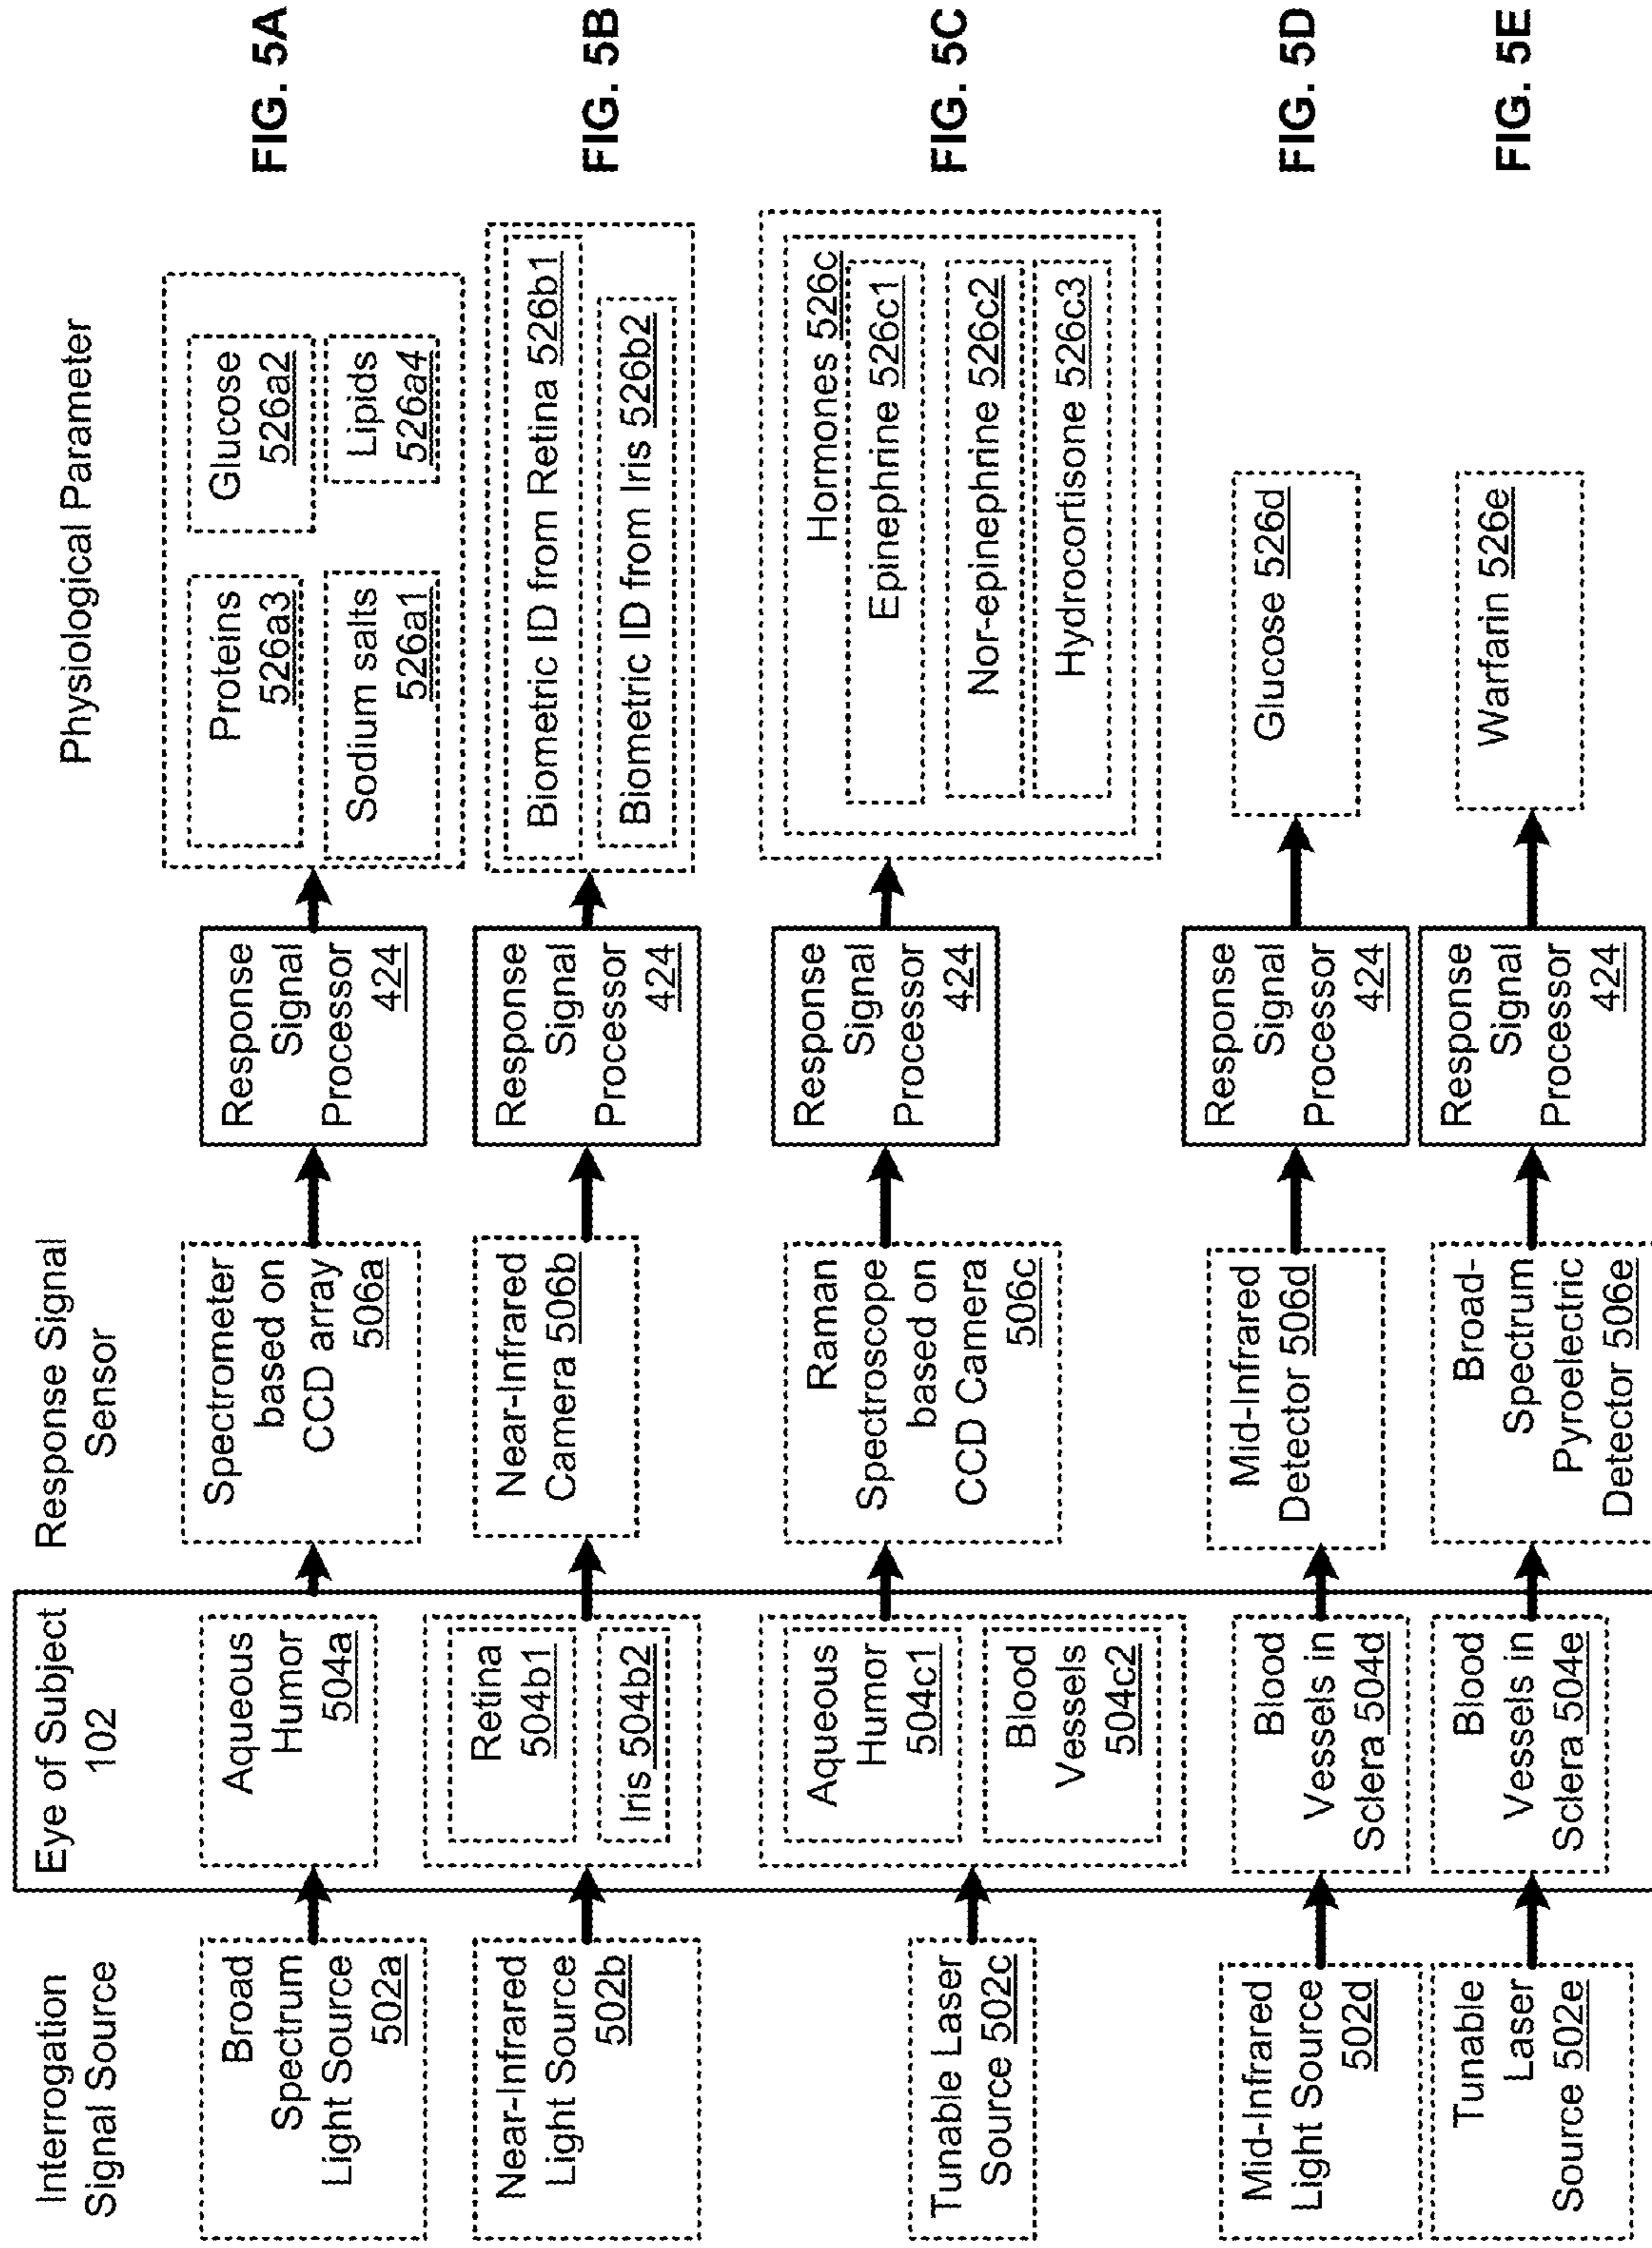 Interrogation
Signal Source
Eye of Subject
102
Response Signal
Sensor
Physiological Parameter
Broad
Spectrum
Light Source
502a
Aqueous
Humor
504a
Spectrometer
based on
CCD array
506a
Response
Signal
Processor
424
Proteins
526a3
Glucose
526a2
Sodium salts
526a1
Lipids
526a4
FIG. 5A
Near-Infrared
Light Source
502b
Retina
504b1
Iris 504b2
Near-Infrared
Camera 506b
Response
Signal
Processor
424
Biometric ID from Retina 526b1
Biometric ID from Iris 526b2
FIG. 5B
Tunable Laser
Source 502c
Aqueous
Humor
504c1
Blood
Vessels
504c2
Raman
Spectroscope
based on
CCD Camera
506c
Response
Signal
Processor
424
Hormones 526c
Epinephrine 526c1
Nor-epinephrine 526c2
Hydrocortisone 526c3
FIG. 5C
Mid-Infrared
Light Source
502d
Blood
Vessels in
Sclera 504d
Mid-Infrared
Detector 506d
Response
Signal
Processor
424
Glucose 526d
FIG. 5D
Tunable
Laser
Source 502e
Blood
Vessels in
Sclera 504e
Broad-
Spectrum
Pyroelectric
Detector 506e
Response
Signal
Processor
424
Warfarin 526e
FIG. 5E